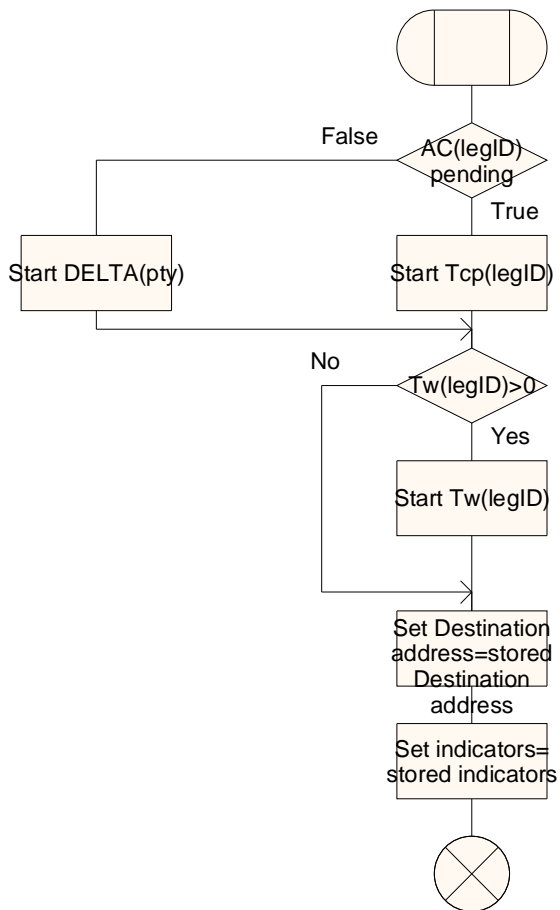 AC(legID)
pending
False
True
Start DELTA(pty)
Start Tcp(legID)
Tw(legID)>0
No
Yes
Start Tw(legID)
Set Destination
address=stored
Destination
address
Set indicators=
stored indicators